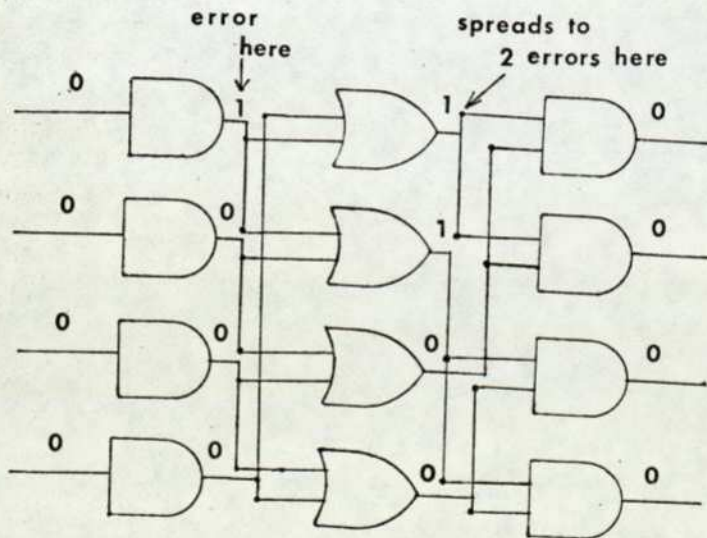 error
here
spreads to
2 errors here
0 1 1 0
0 0 1 0
0 0 0 0
0 0 0 0